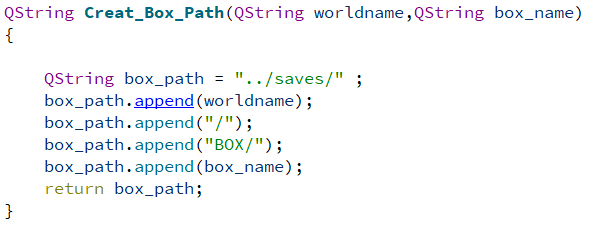 QString Creat_Box_Path(QString worldname,QString box_name)
{
QString box_path = "../saves/" ;
box_path.append(worldname);
box_path.append("/");
box_path.append("BOX/");
box_path.append(box_name);
return box_path;
}